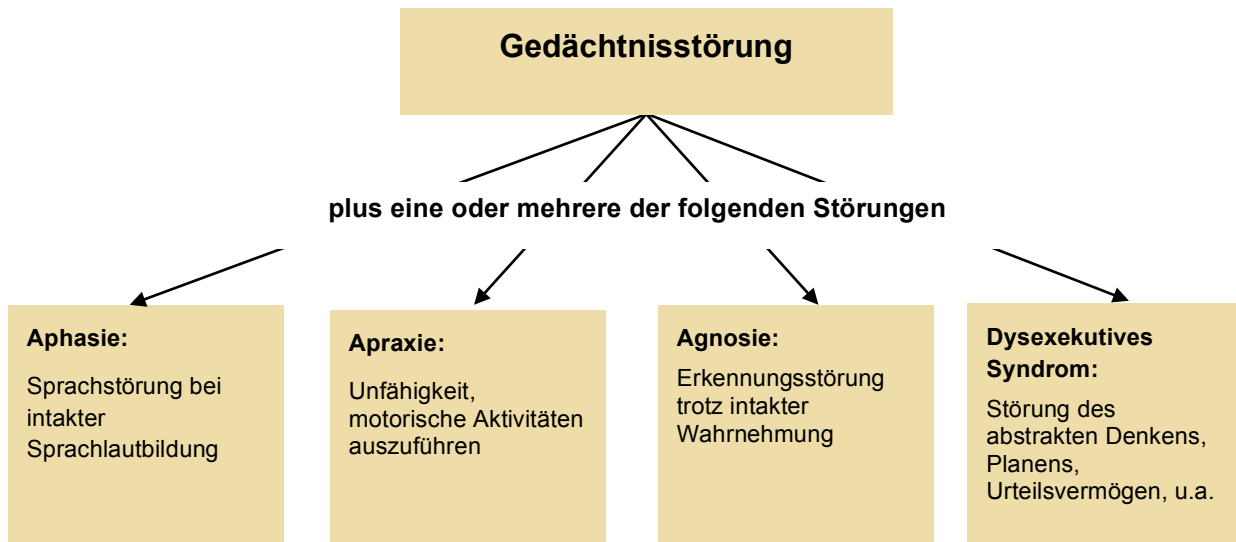 Gedächtnisstörung
plus eine oder mehrere der folgenden Störungen
Aphasie:
Sprachstörung bei
intakter
Sprachlautbildung
Apraxie:
Unfähigkeit,
motorische Aktivitäten
auszuführen
Agnosie:
Erkennungsstörung
trotz intakter
Wahrnehmung
Dysexekutives
Syndrom:
Störung des
abstrakten Denkens,
Planens,
Urteilsvermögen, u.a.